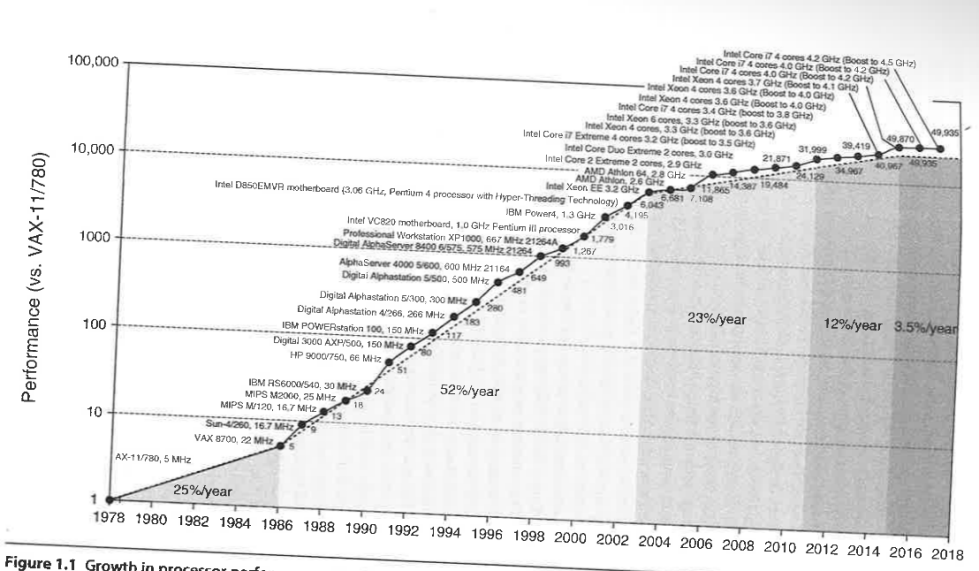 100,000
10,000
1000
100
10
1
Performance (vs. VAX-11/780)
Intel Core i7 4 cores 4.2 GHz (Boost to 4.5 GHz)
Intel Core i7 4 cores 4.0 GHz (Boost to 4.2 GHz)
Intel Core i7 4 cores 4.0 GHz (Boost to 4.2 GHz)
Intel Xeon 4 cores 3.7 GHz (Boost to 4.1 GHz)
Intel Xeon 4 cores 3.6 GHz (Boost to 4.0 GHz)
Intel Xeon 4 cores 3.6 GHz (Boost to 4.0 GHz)
Intel Core i7 4 cores 3.4 GHz (boost to 3.8 GHz)
Intel Xeon 6 cores, 3.3 GHz (boost to 3.6 GHz)
Intel Xeon 4 cores, 3.3 GHz (boost to 3.6 GHz)
Intel Core i7 Extreme 4 cores 3.2 GHz (boost to 3.5 GHz)
Intel Core Duo Extreme 2 cores, 3.0 GHz
Intel Core 2 Extreme 2 cores, 2.9 GHz
AMD Athlon 64, 2.8 GHz
AMD Athlon, 2.6 GHz
Intel Xeon EE 3.2 GHz
Intel D850EMVR motherboard (3.06 GHz, Pentium 4 processor with Hyper-Threading Technology)
IBM Power4, 1.3 GHz
Intel VC820 motherboard, 1.0 GHz Pentium III processor
Professional Workstation XP1000, 667 MHz 21264A
Digital AlphaServer 8400 6/575, 575 MHz 21264
AlphaServer 4000 5/600, 600 MHz 21164
Digital Alphastation 5/500, 500 MHz
Digital Alphastation 5/300, 300 MHz
Digital Alphastation 4/266, 266 MHz
IBM POWERstation 100, 150 MHz
Digital 3000 AXP/500, 150 MHz
HP 9000/750, 66 MHz
IBM RS6000/540, 30 MHz
MIPS M2000, 25 MHz
MIPS M/120, 16.7 MHz
Sun-4/260, 16.7 MHz
VAX 8700, 22 MHz
AX-11/780, 5 MHz
5
9
13
18
24
51
80
117
183
280
481
649
993
1,267
1,779
3,016
4,195
6,043
6,681
7,108
11,865
14,387
19,484
21,871
24,129
31,999
34,967
39,419
40,967
49,870
49,935
49,935
25%/year
52%/year
23%/year
12%/year
3.5%/year
1978 1980 1982 1984 1986 1988 1990 1992 1994 1996 1998 2000 2002 2004 2006 2008 2010 2012 2014 2016 2018
Figure 1.1 Growth in processor